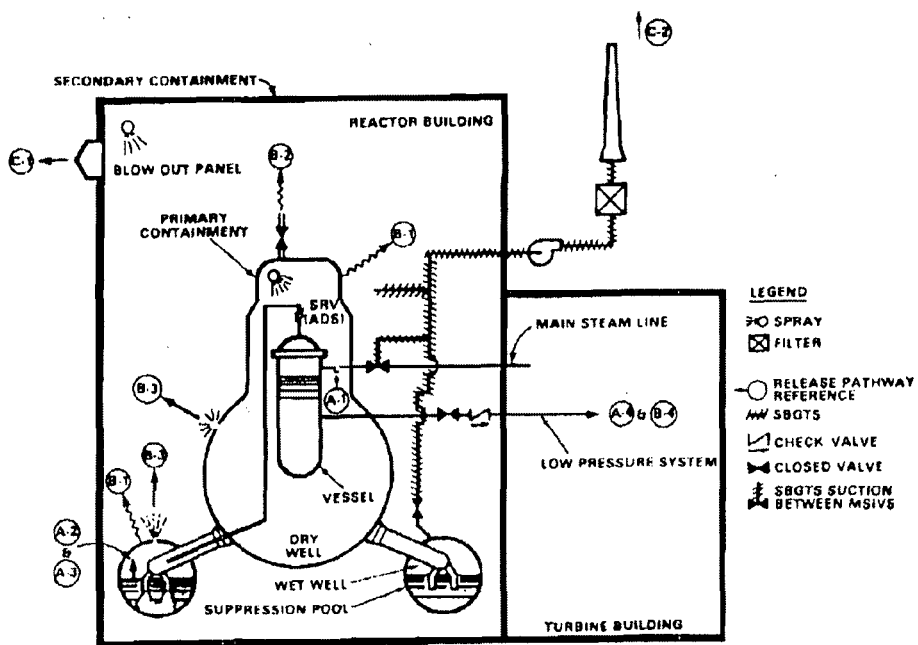 C-2
SECONDARY CONTAINMENT
REACTOR BUILDING
C-1
BLOW OUT PANEL
B-2
PRIMARY
CONTAINMENT
B-1
SRV
(ADS)
LEGEND
SPRAY
FILTER
MAIN STEAM LINE
RELEASE PATHWAY
REFERENCE
SBGTS
B-3
A-1
A-4 & B-4
CHECK VALVE
LOW PRESSURE SYSTEM
CLOSED VALVE
VESSEL
SBGTS SUCTION
BETWEEN MSIVS
B-1
B-3
A-2
&
A-3
DRY
WELL
WET WELL
SUPPRESSION POOL
TURBINE BUILDING